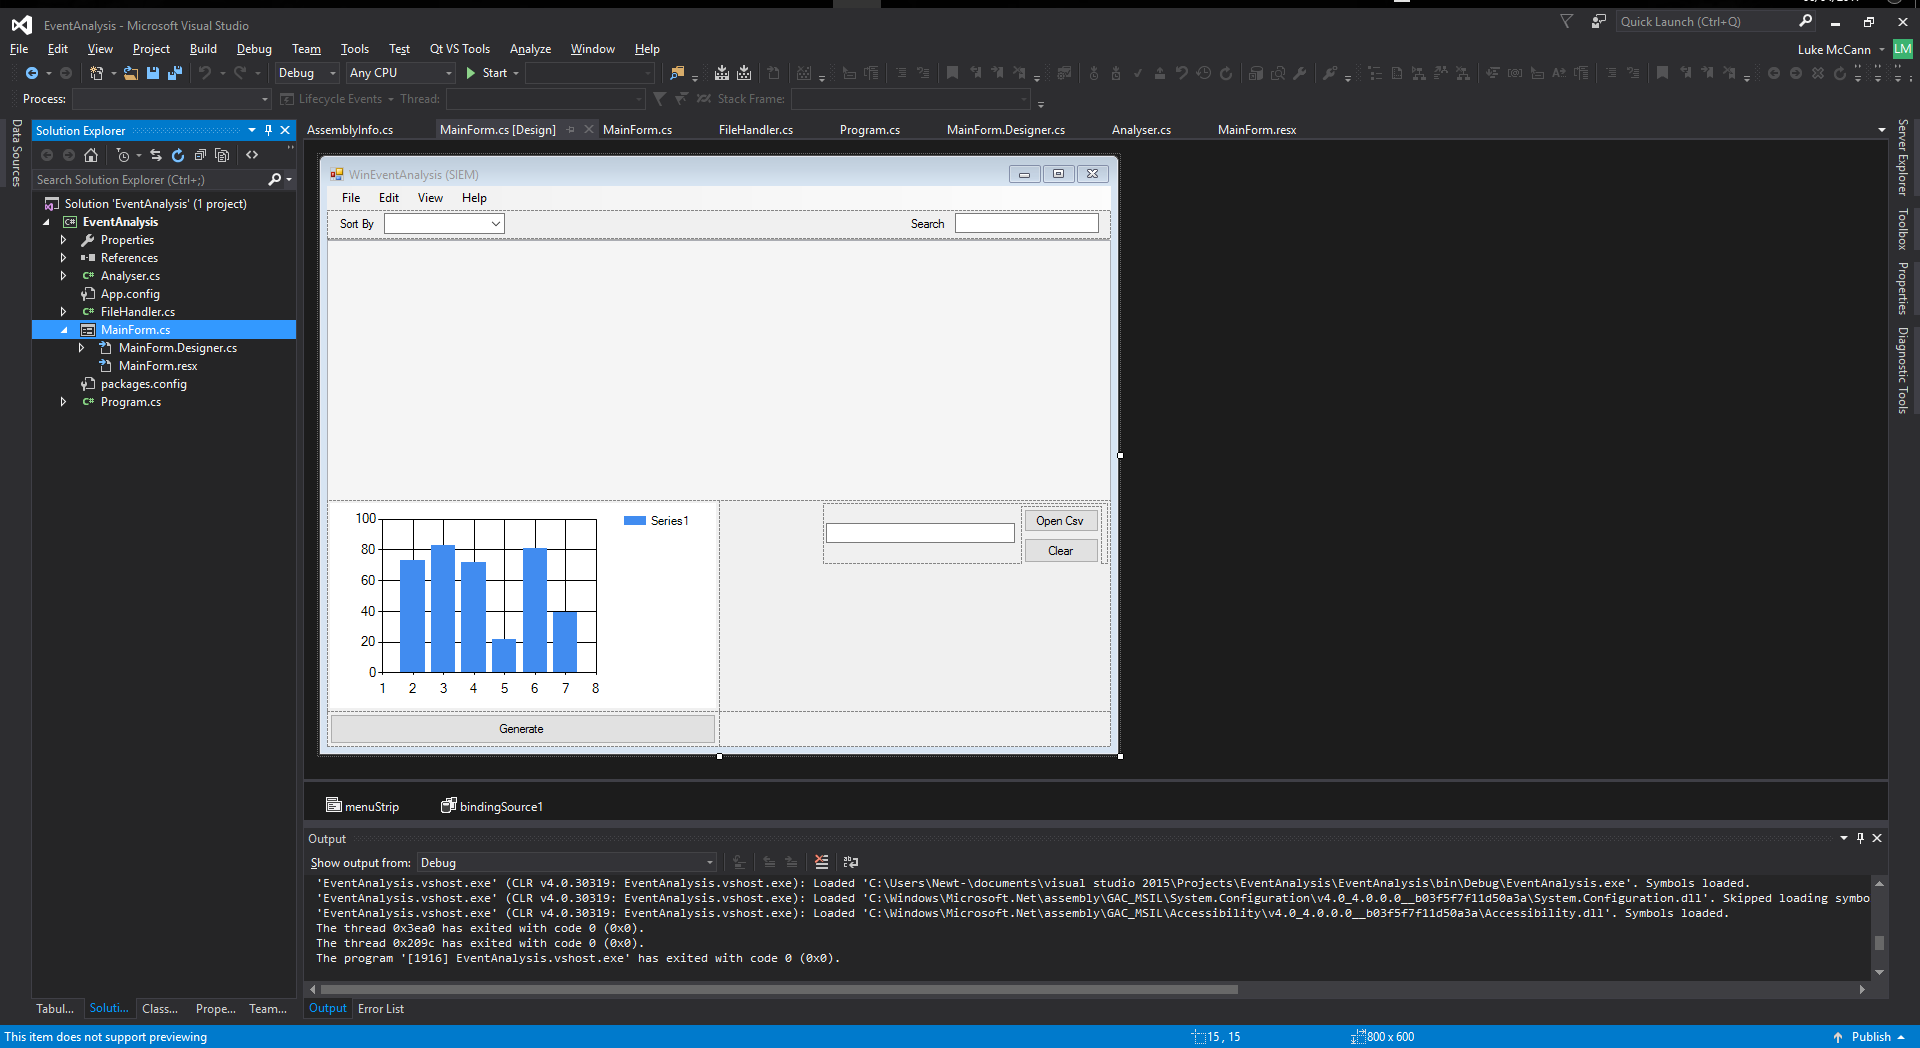 EventAnalysis - Microsoft Visual Studio
Quick Launch (Ctrl+Q)
File Edit View Project Build Debug Team Tools Test Qt VS Tools Analyze Window Help
Luke McCann LM
Debug Any CPU Start
Process: Lifecycle Events Thread: Stack Frame:
Data Sources
Solution Explorer
Search Solution Explorer (Ctrl+;)
Solution 'EventAnalysis' (1 project)
EventAnalysis
Properties
References
Analyser.cs
App.config
FileHandler.cs
MainForm.cs
MainForm.Designer.cs
MainForm.resx
packages.config
Program.cs
Tabul... Soluti... Class... Prope... Team...
AssemblyInfo.cs MainForm.cs [Design] MainForm.cs FileHandler.cs Program.cs MainForm.Designer.cs Analyser.cs MainForm.resx
WinEventAnalysis (SIEM)
File Edit View Help
Sort By Search
100
80
60
40
20
0
1 2 3 4 5 6 7 8
Series1
Open Csv
Clear
Generate
menuStrip bindingSource1
Output
Show output from: Debug
'EventAnalysis.vshost.exe' (CLR v4.0.30319: EventAnalysis.vshost.exe): Loaded 'C:\Users\Newt-\documents\visual studio 2015\Projects\EventAnalysis\EventAnalysis\bin\Debug\EventAnalysis.exe'. Symbols loaded.
'EventAnalysis.vshost.exe' (CLR v4.0.30319: EventAnalysis.vshost.exe): Loaded 'C:\Windows\Microsoft.Net\assembly\GAC_MSIL\System.Configuration\v4.0_4.0.0.0__b03f5f7f11d50a3a\System.Configuration.dll'. Skipped loading symbo
'EventAnalysis.vshost.exe' (CLR v4.0.30319: EventAnalysis.vshost.exe): Loaded 'C:\Windows\Microsoft.Net\assembly\GAC_MSIL\Accessibility\v4.0_4.0.0.0__b03f5f7f11d50a3a\Accessibility.dll'. Symbols loaded.
The thread 0x3ea0 has exited with code 0 (0x0).
The thread 0x209c has exited with code 0 (0x0).
The program '[1916] EventAnalysis.vshost.exe' has exited with code 0 (0x0).
Output Error List
Server Explorer
Toolbox
Properties
Diagnostic Tools
This item does not support previewing 15 , 15 800 x 600 Publish